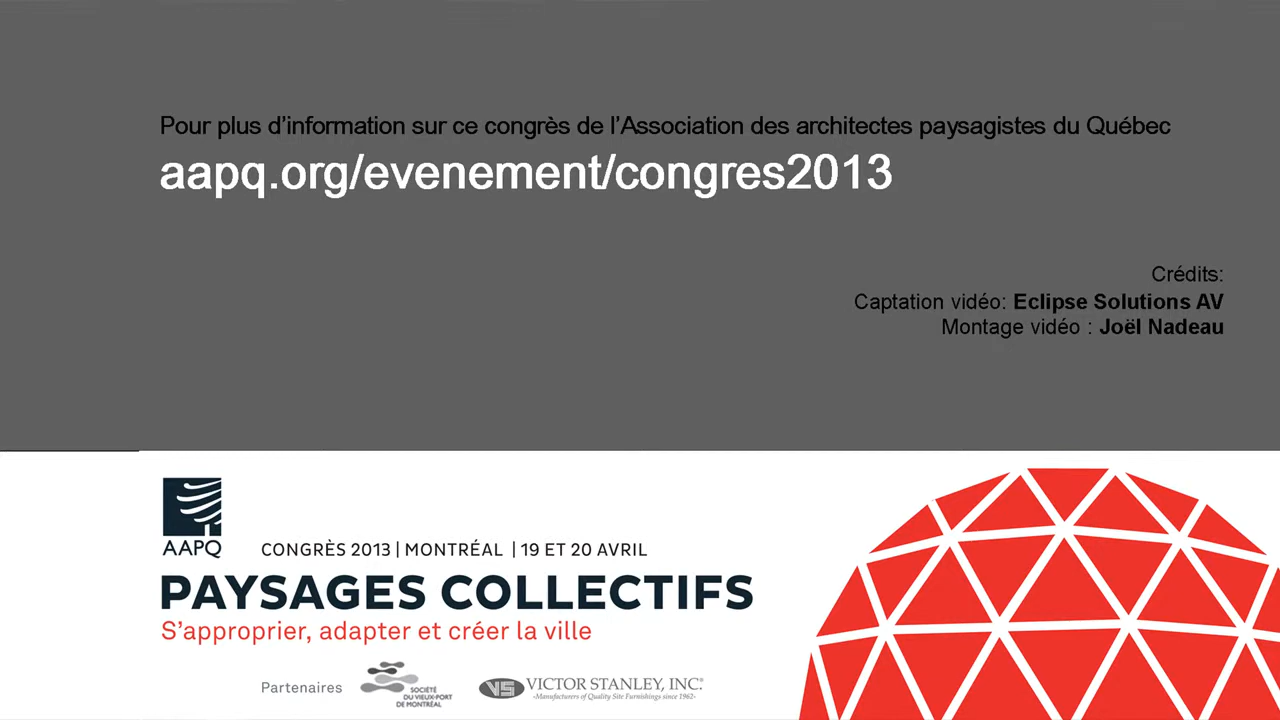 Pour plus d'information sur ce congrès de l'Association des architectes paysagistes du Québec
aapq.org/evenement/congres2013
Crédits:
Captation vidéo: Eclipse Solutions AV
Montage vidéo : Joël Nadeau
AAPQ
CONGRÈS 2013 | MONTRÉAL | 19 ET 20 AVRIL
PAYSAGES COLLECTIFS
S'approprier, adapter et créer la ville
Partenaires
SOCIÉTÉ
DU VIEUX-PORT
DE MONTRÉAL
VS
VICTOR STANLEY, INC.®
-Manufacturers of Quality Site Furnishings since 1962-